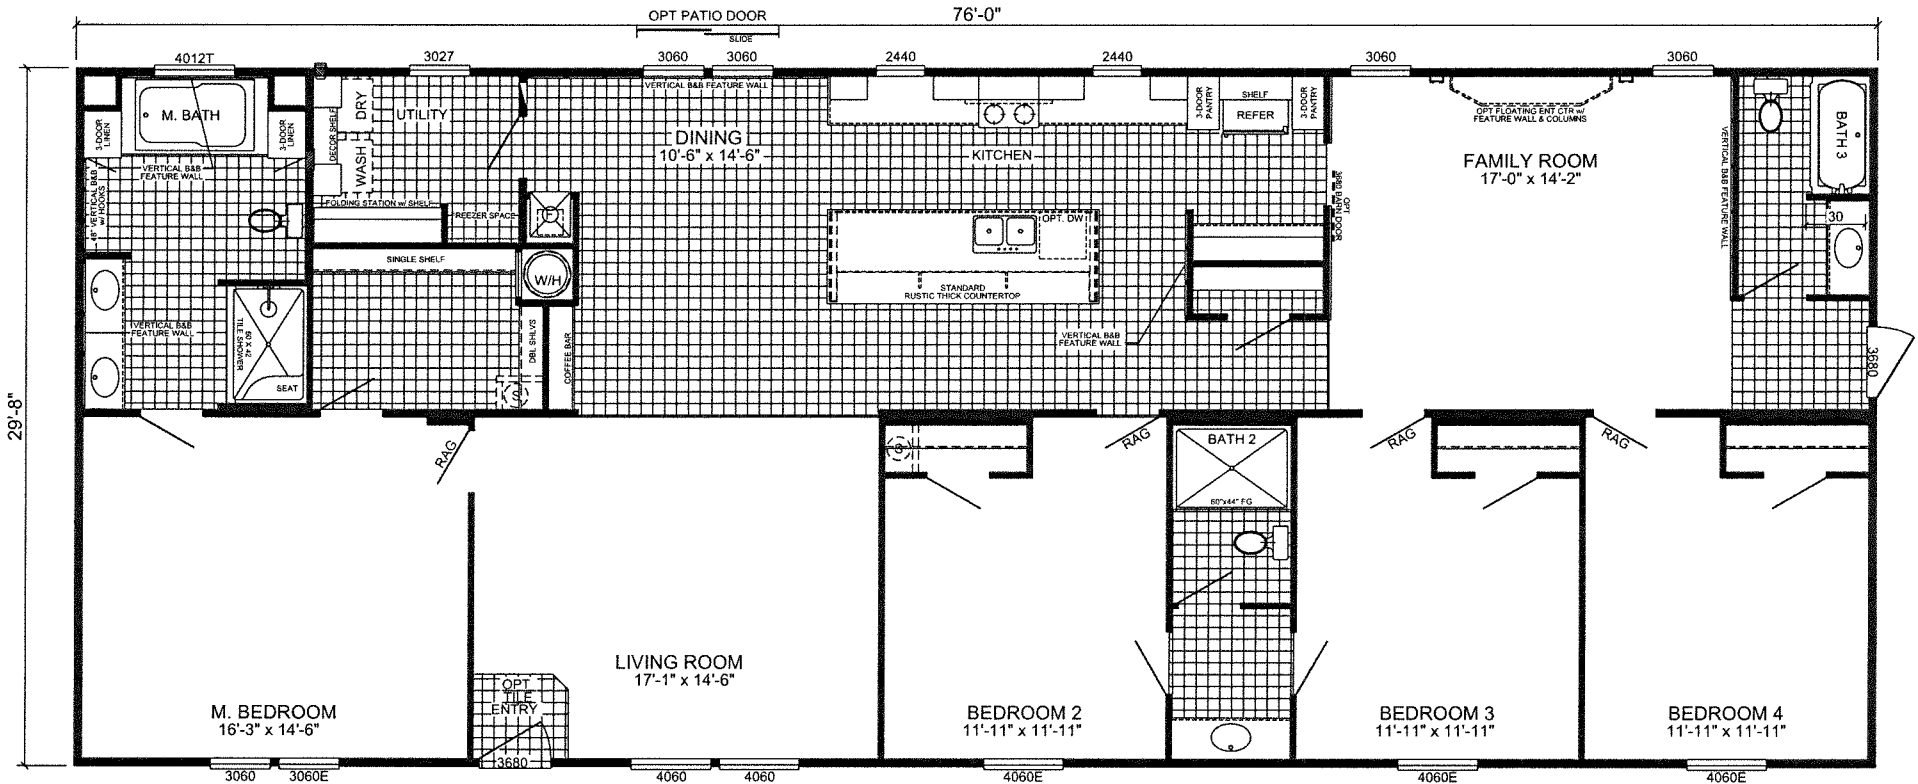 OPT PATIO DOOR
76'-0"
SLIDE
4012T
3027
3060
3060
2440
2440
3060
3060
VERTICAL B&B FEATURE WALL
M. BATH
3-DOOR
LINEN
3-DOOR
LINEN
VERTICAL B&B
FEATURE WALL
48" VERTICAL B&B
w/ HOOKS
DECOR SHELF
WASH
DRY
UTILITY
FOLDING STATION w/ SHELF
REEZER SPACE
F
DINING
10'-6" x 14'-6"
KITCHEN
3-DOOR
PANTRY
SHELF
REFER
3-DOOR
PANTRY
OPT FLOATING ENT CTR w/
FEATURE WALL & COLUMNS
FAMILY ROOM
17'-0" x 14'-2"
OPT
3680 BARN DOOR
VERTICAL B&B FEATURE WALL
BATH 3
30
OPT. DW
STANDARD
RUSTIC THICK COUNTERTOP
VERTICAL B&B
FEATURE WALL
SINGLE SHELF
W/H
DBL SHLVS
COFFEE BAR
S
VERTICAL B&B
FEATURE WALL
60 X 42
TILE SHOWER
SEAT
3680
29'-8"
RAG
S
RAG
BATH 2
60"x44" FG
RAG
RAG
M. BEDROOM
16'-3" x 14'-6"
LIVING ROOM
17'-1" x 14'-6"
OPT
TILE
ENTRY
BEDROOM 2
11'-11" x 11'-11"
BEDROOM 3
11'-11" x 11'-11"
BEDROOM 4
11'-11" x 11'-11"
3060
3060E
3680
4060
4060
4060E
4060E
4060E